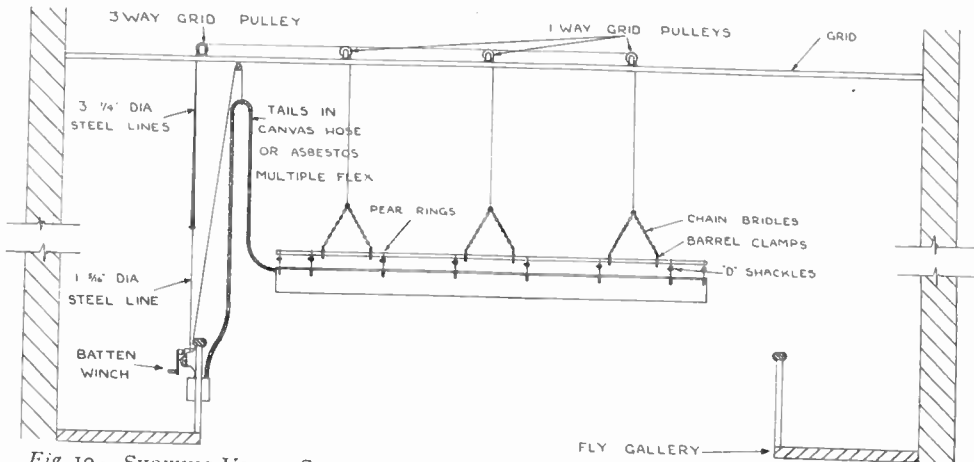 3 WAY GRID PULLEY
1 WAY GRID PULLEYS
GRID
3 1/4" DIA
STEEL LINES
TAILS IN
CANVAS HOSE
OR ASBESTOS
MULTIPLE FLEX
PEAR RINGS
CHAIN BRIDLES
BARREL CLAMPS
"D" SHACKLES
1 5/16" DIA
STEEL LINE
BATTEN
WINCH
FLY GALLERY
Fig.